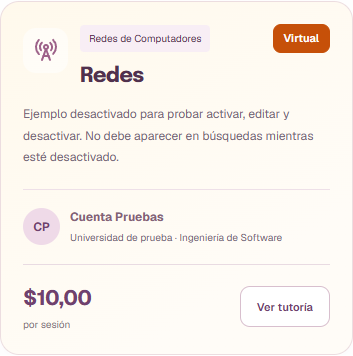 Redes de Computadores
Virtual
Redes
Ejemplo desactivado para probar activar, editar y
desactivar. No debe aparecer en búsquedas mientras
esté desactivado.
CP
Cuenta Pruebas
Universidad de prueba · Ingeniería de Software
$10,00
por sesión
Ver tutoría